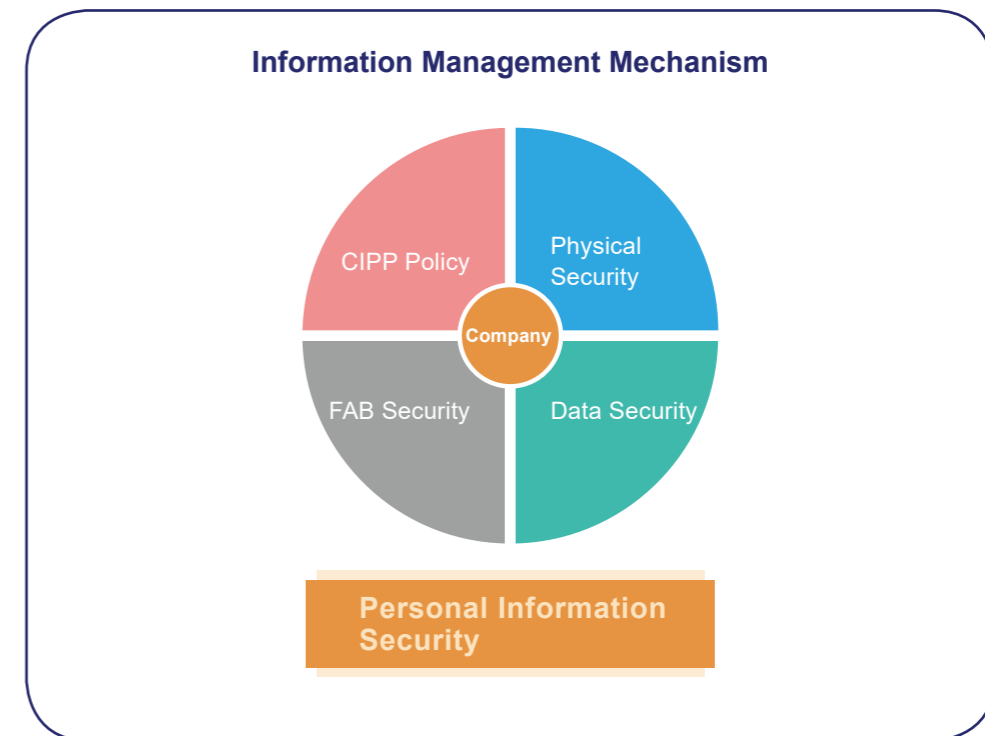 Information Management Mechanism
CIPP Policy
Physical
Security
Company
FAB Security
Data Security
Personal Information
Security